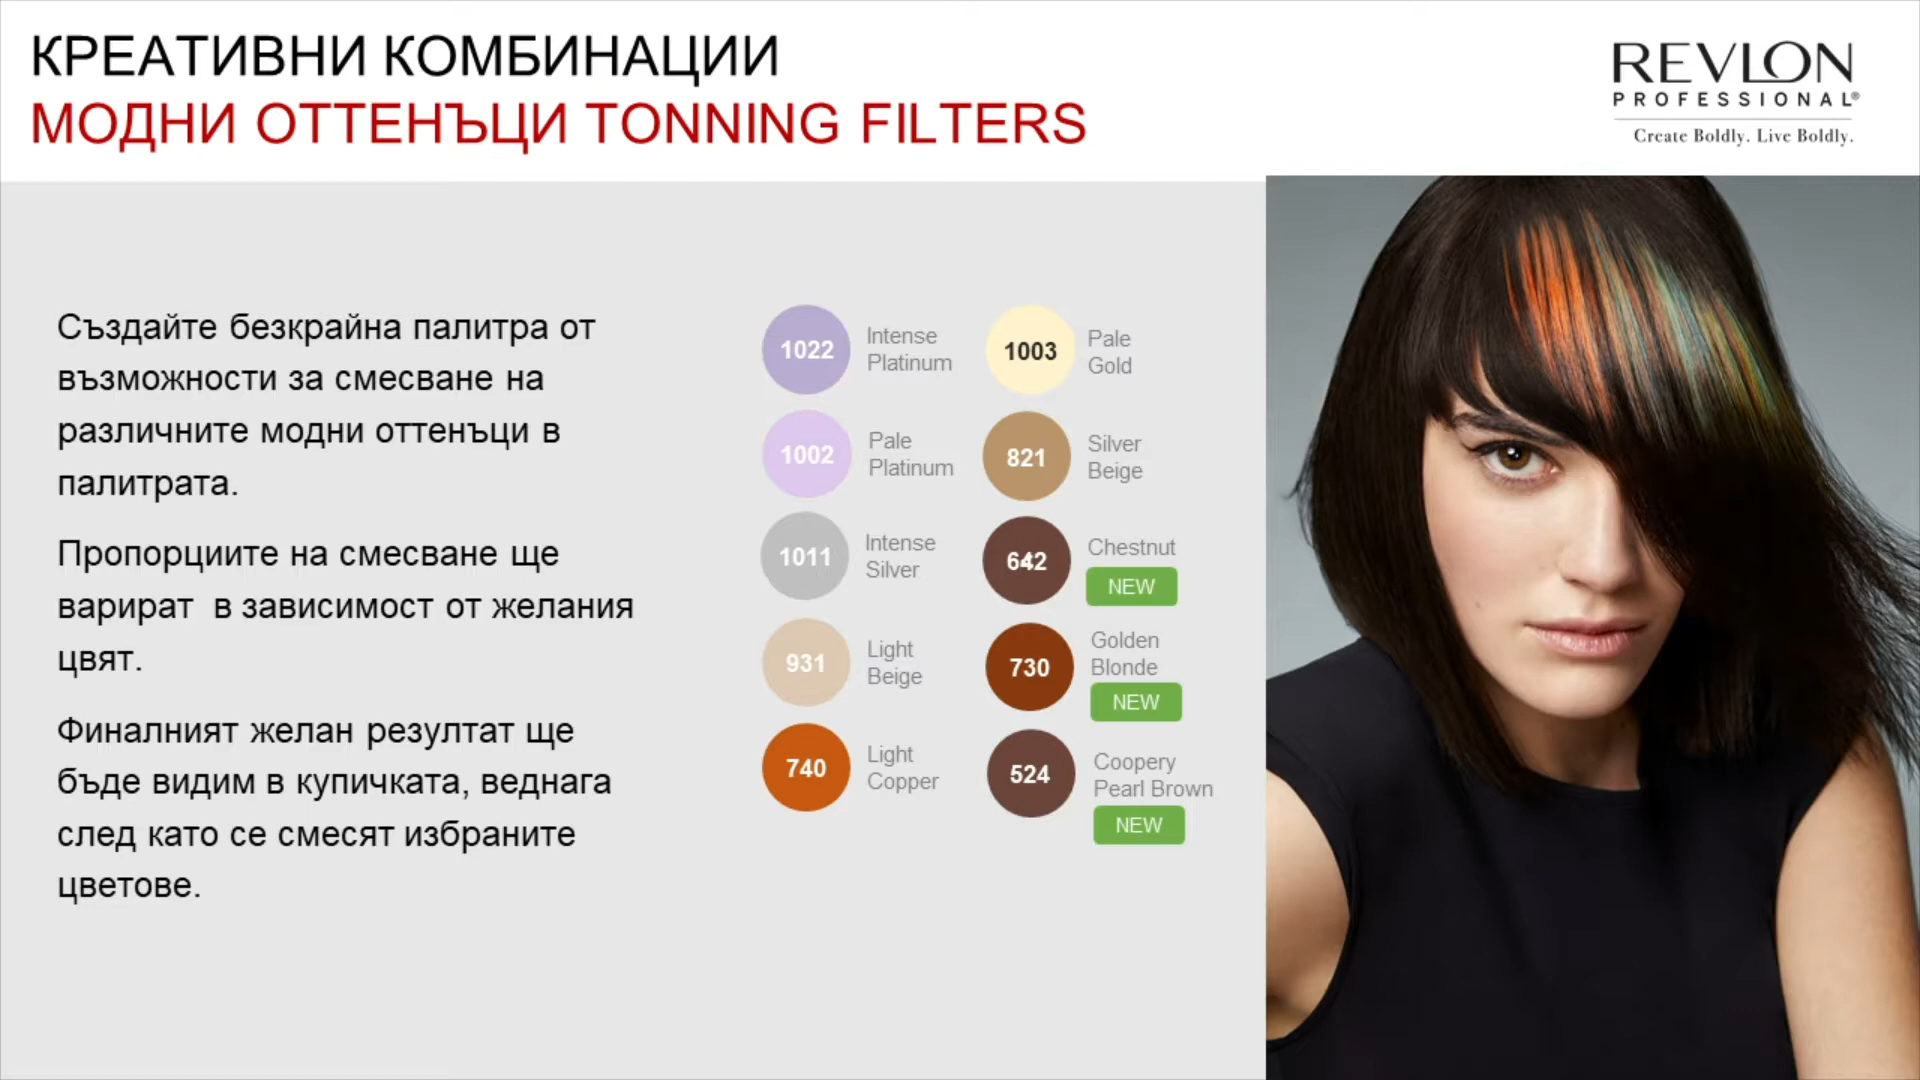 КРЕАТИВНИ КОМБИНАЦИИ
МОДНИ ОТТЕНЪЦИ TONNING FILTERS
REVLON
PROFESSIONAL®
Create Boldly. Live Boldly.
Създайте безкрайна палитра от
възможности за смесване на
различните модни оттенъци в
палитрата.
Пропорциите на смесване ще
варират в зависимост от желания
цвят.
Финалният желан резултат ще
бъде видим в купичката, веднага
след като се смесят избраните
цветове.
1022
Intense
Platinum
1002
Pale
Platinum
1011
Intense
Silver
931
Light
Beige
740
Light
Copper
1003
Pale
Gold
821
Silver
Beige
642
Chestnut
NEW
730
Golden
Blonde
NEW
524
Coopery
Pearl Brown
NEW